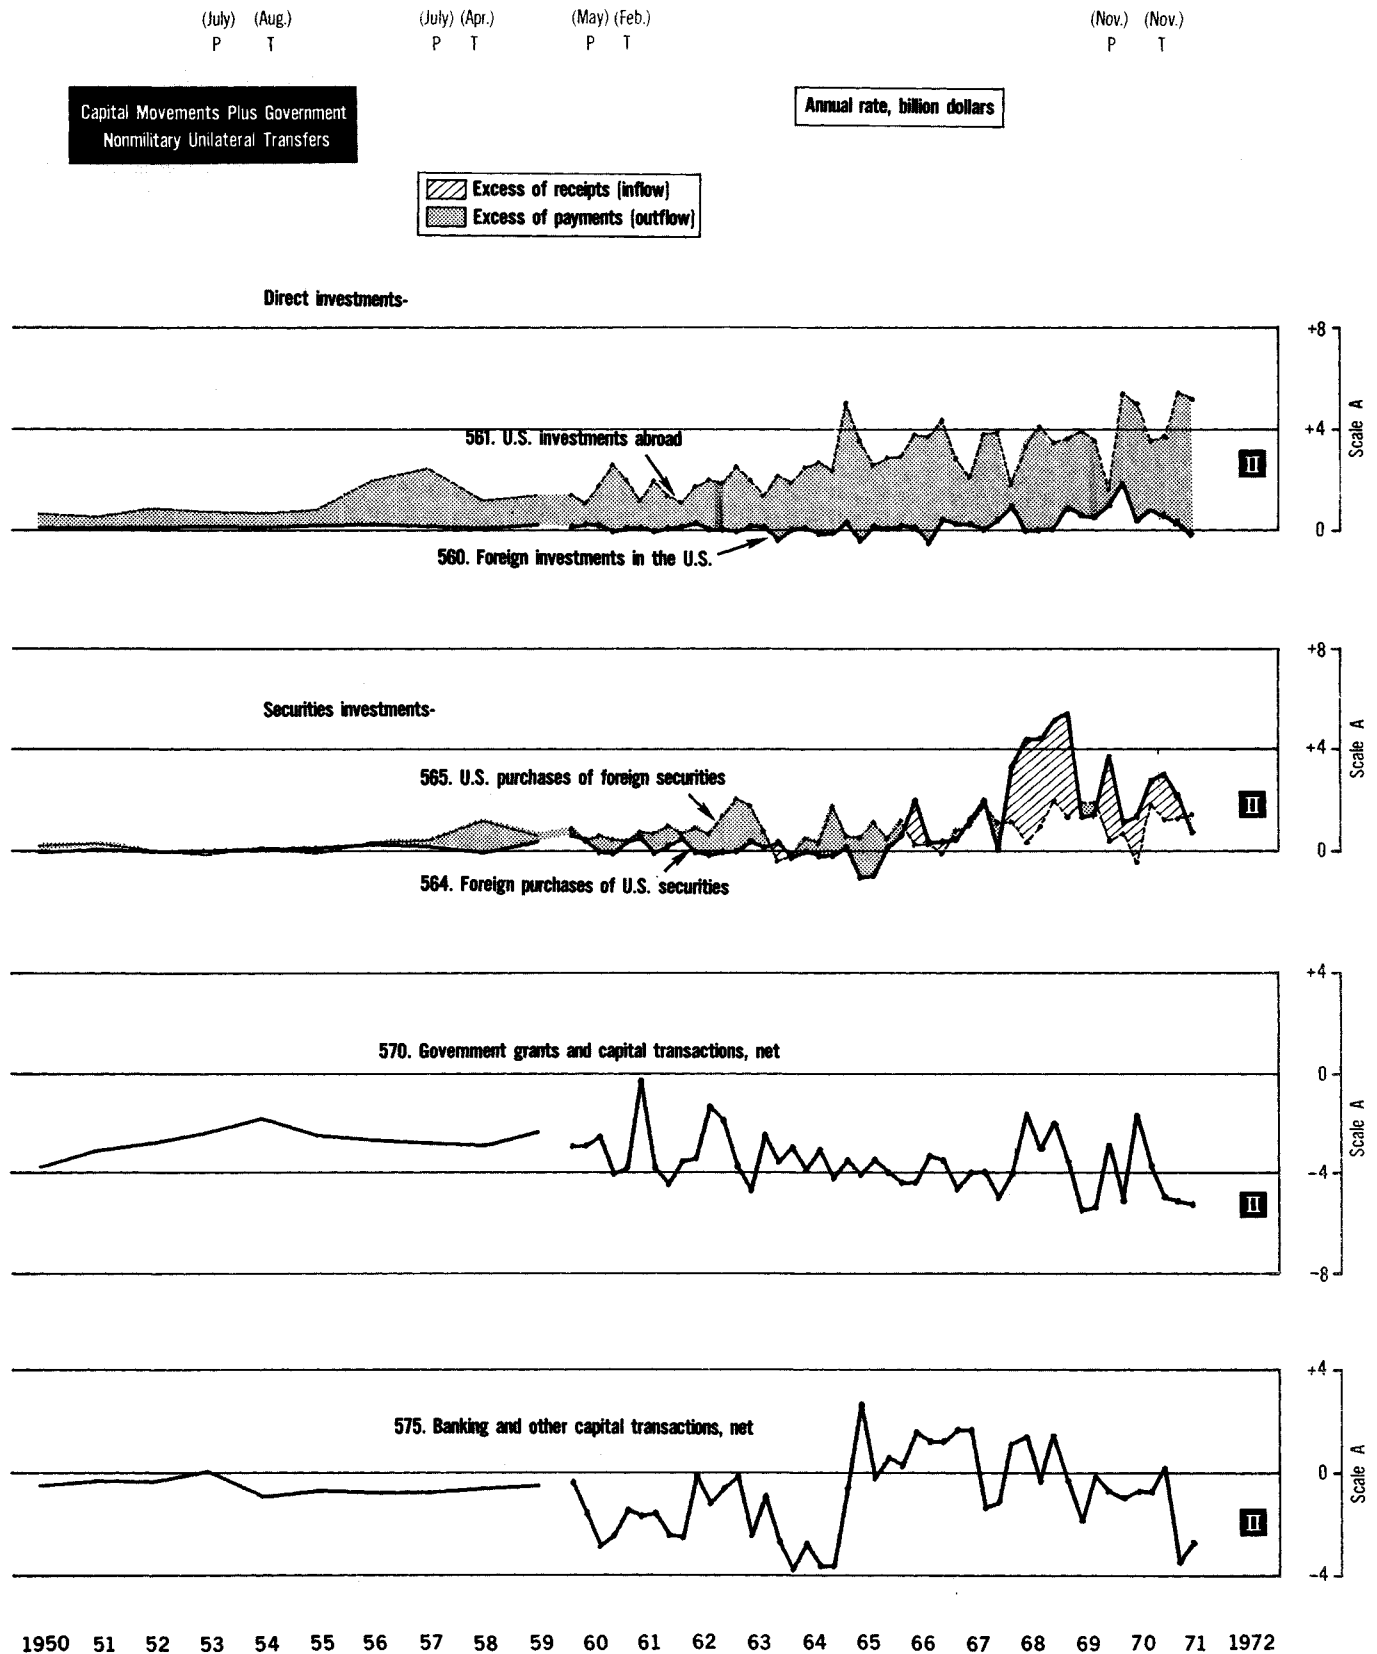 (July) (Aug.) (July) (Apr.) (May) (Feb.) (Nov.) (Nov.)
P T P T P T P T
Capital Movements Plus Government
Nonmilitary Unilateral Transfers
Annual rate, billion dollars
Excess of receipts (inflow)
Excess of payments (outflow)
Direct investments-
+8
+4
561. U.S. investments abroad
II
0
560. Foreign investments in the U.S.
Scale A
+8
Securities investments-
+4
565. U.S. purchases of foreign securities
II
0
564. Foreign purchases of U.S. securities
Scale A
+4
570. Government grants and capital transactions, net
0
-4
II
-8
Scale A
+4
575. Banking and other capital transactions, net
0
II
-4
Scale A
1950 51 52 53 54 55 56 57 58 59 60 61 62 63 64 65 66 67 68 69 70 71 1972